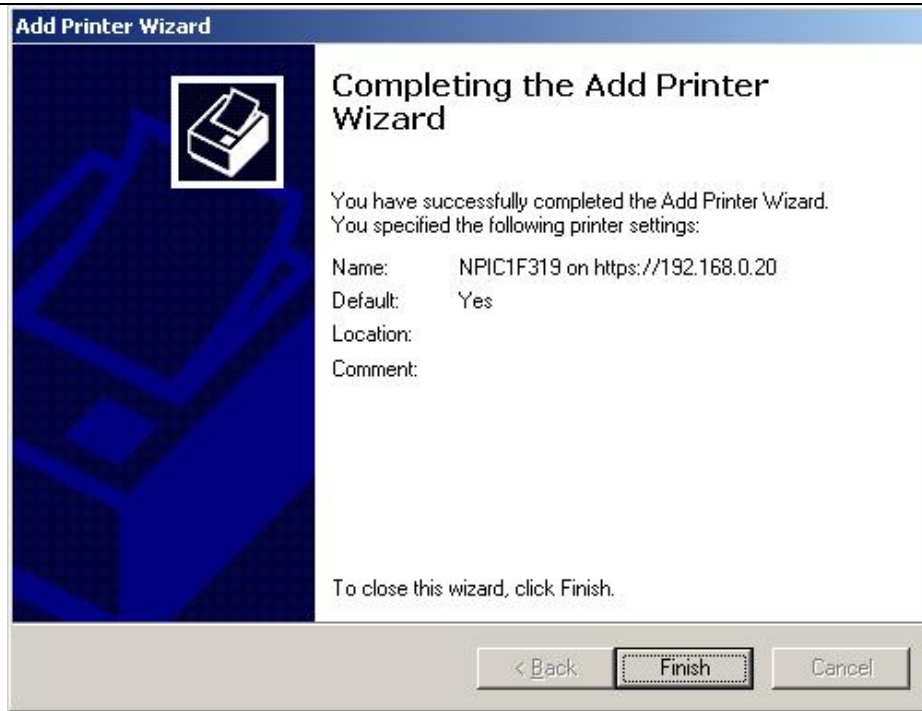 Add Printer Wizard
Completing the Add Printer
Wizard
You have successfully completed the Add Printer Wizard.
You specified the following printer settings:
Name: NPIC1F319 on https://192.168.0.20
Default: Yes
Location:
Comment:
To close this wizard, click Finish.
< Back Finish Cancel